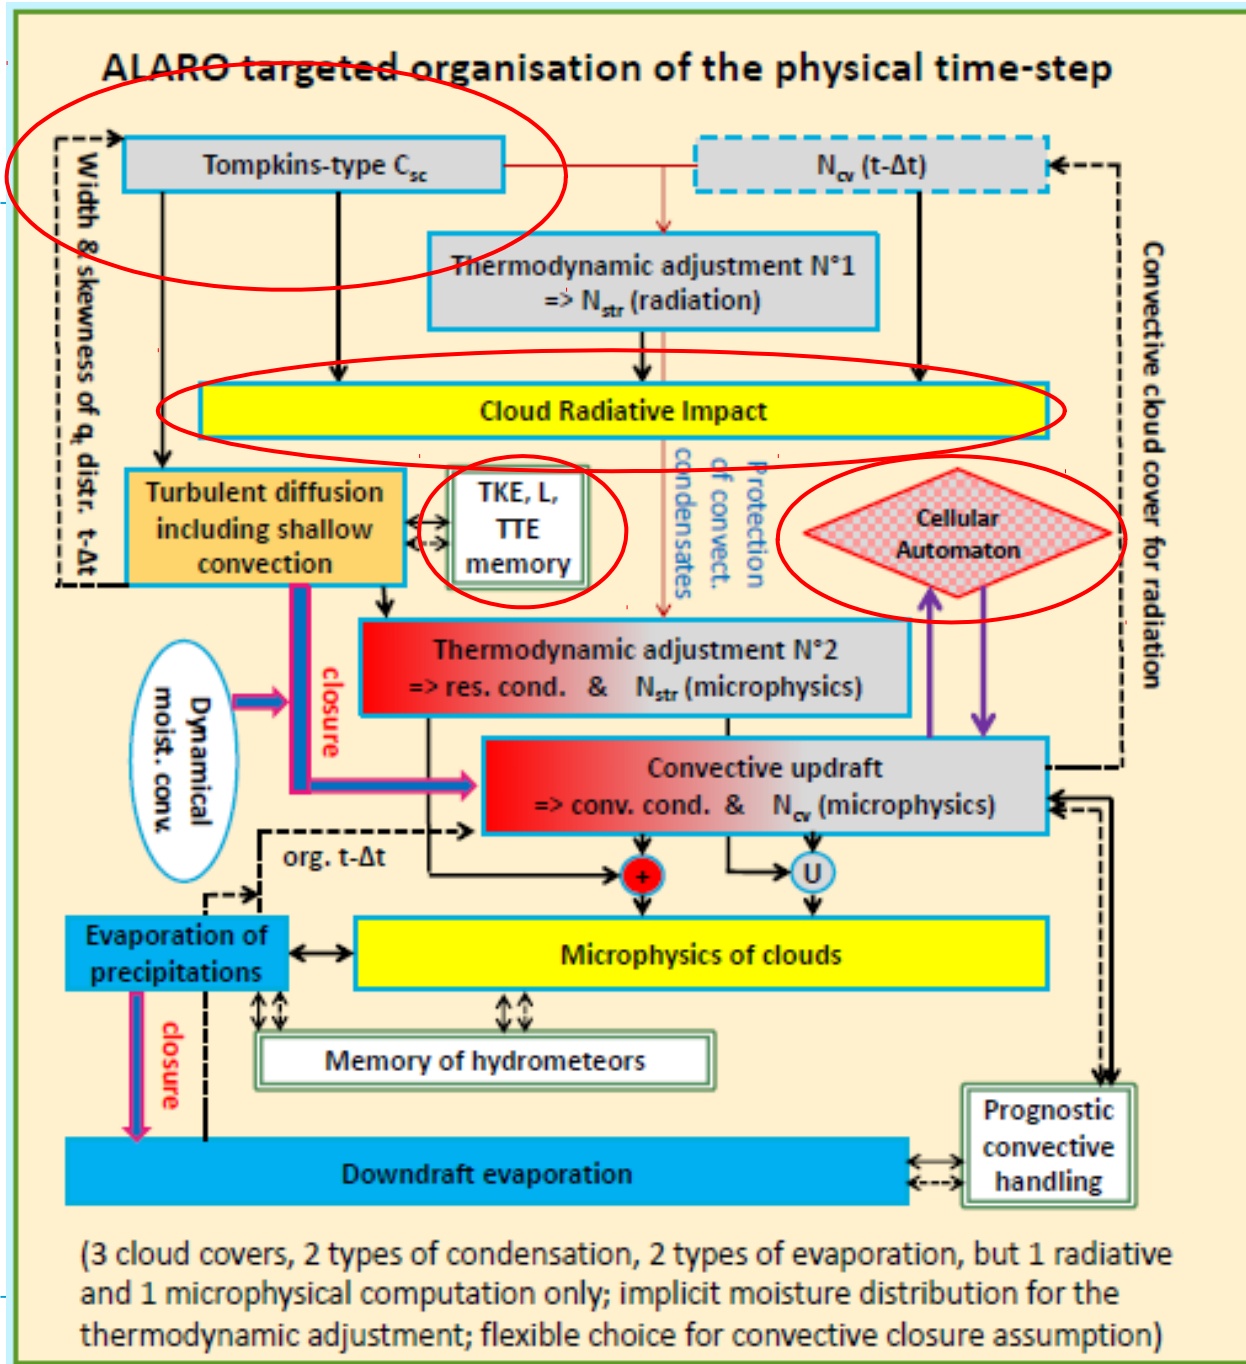 ALARO targeted organisation of the physical time-step
Tompkins-type Csc
Ncv (t-Δt)
Width & skewness of qt distr. t-Δt
Thermodynamic adjustment N°1
=> Nstr (radiation)
Convective cloud cover for radiation
Cloud Radiative Impact
Protection
of convect.
condensates
Turbulent diffusion
including shallow
convection
TKE, L,
TTE
memory
Cellular
Automaton
Thermodynamic adjustment N°2
=> res. cond. & Nstr (microphysics)
closure
Dynamical
moist. conv.
Convective updraft
=> conv. cond. & Ncv (microphysics)
org. t-Δt
+
U
Evaporation of
precipitations
Microphysics of clouds
closure
Memory of hydrometeors
Prognostic
convective
handling
Downdraft evaporation
(3 cloud covers, 2 types of condensation, 2 types of evaporation, but 1 radiative
and 1 microphysical computation only; implicit moisture distribution for the
thermodynamic adjustment; flexible choice for convective closure assumption)